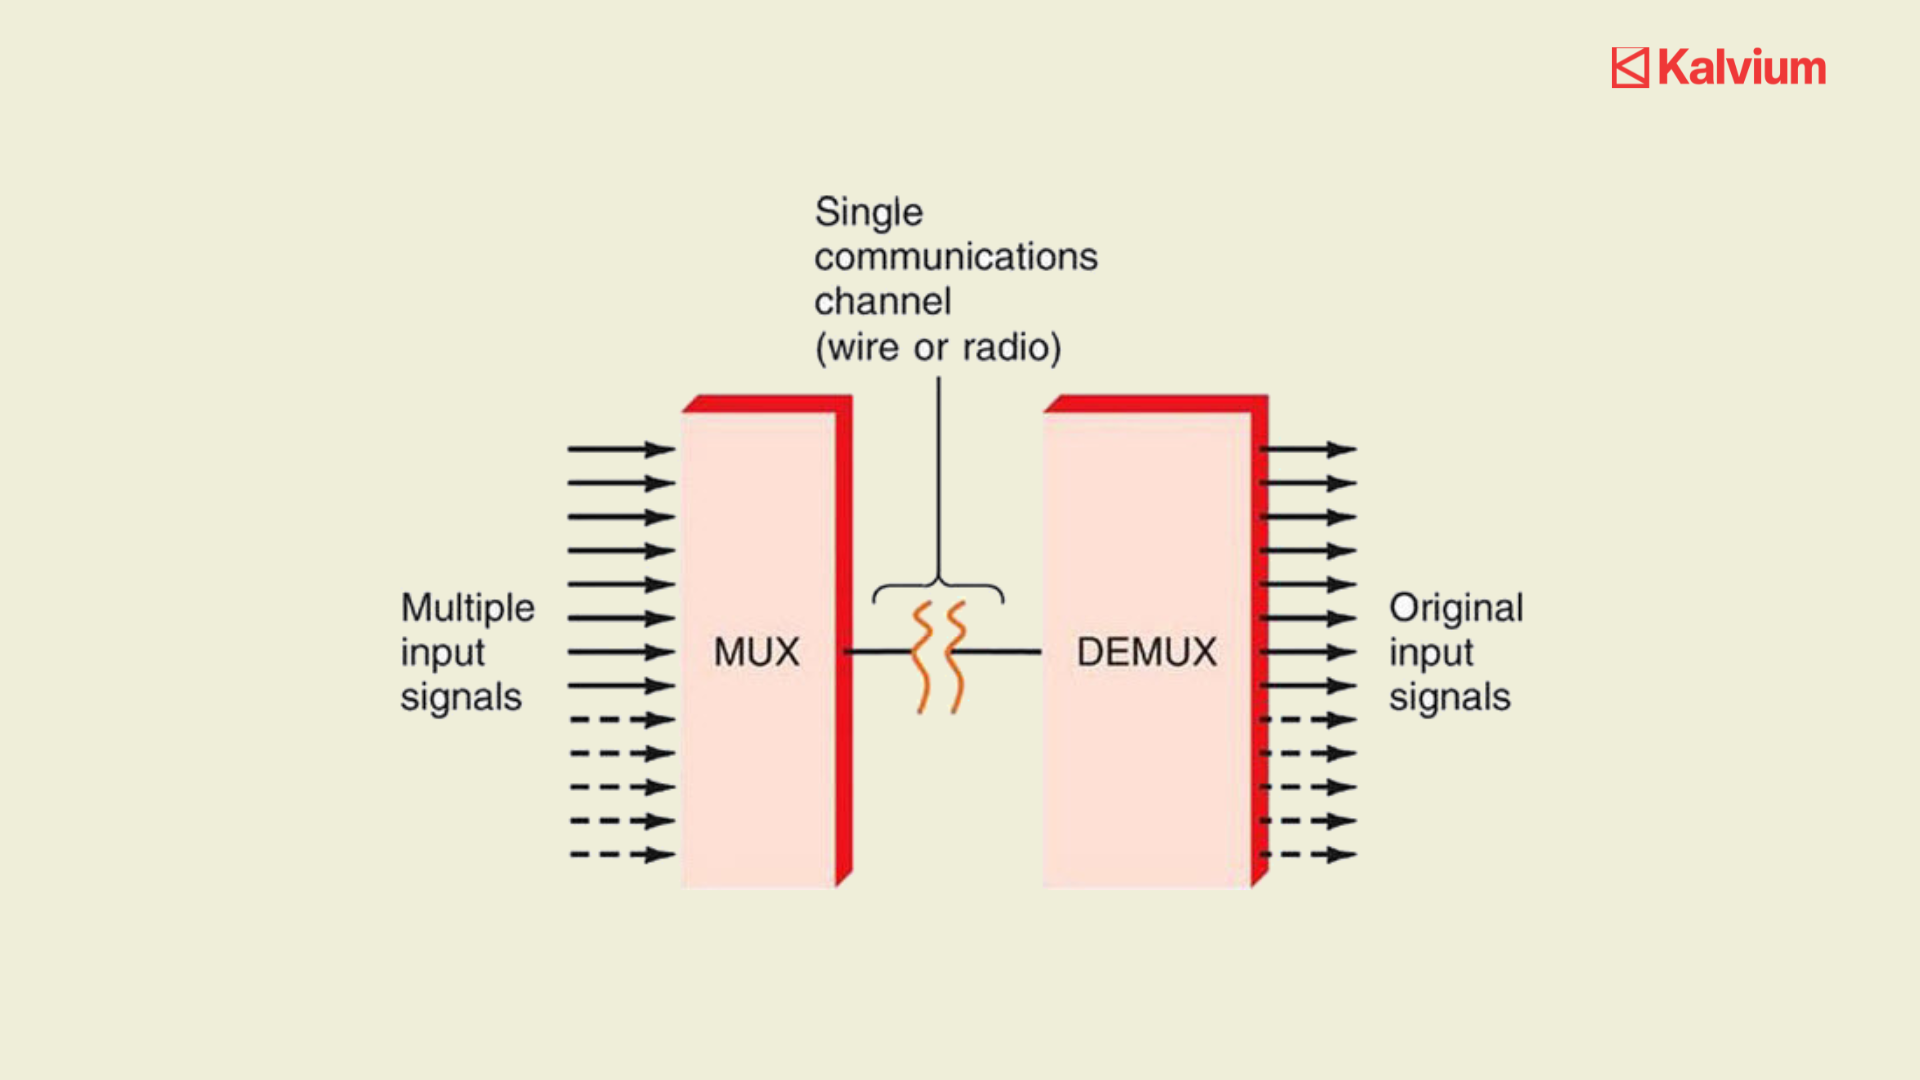 Kalvium
Single
communications
channel
(wire or radio)
Multiple
input
signals
MUX
DEMUX
Original
input
signals